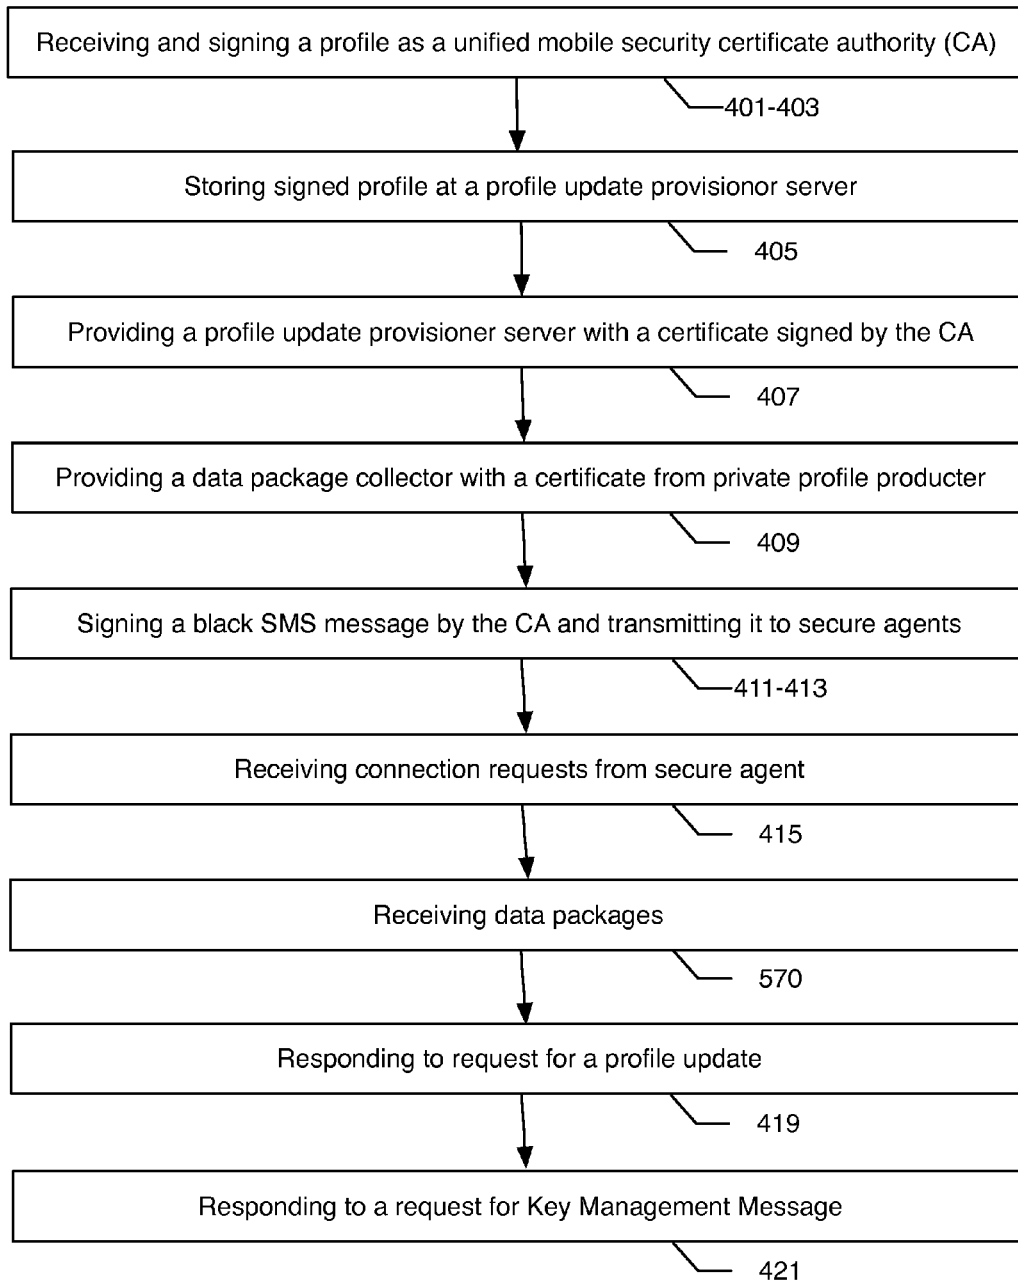 Receiving and signing a profile as a unified mobile security certificate authority (CA)
401-403
Storing signed profile at a profile update provisionor server
405
Providing a profile update provisioner server with a certificate signed by the CA
407
Providing a data package collector with a certificate from private profile producter
409
Signing a black SMS message by the CA and transmitting it to secure agents
411-413
Receiving connection requests from secure agent
415
Receiving data packages
570
Responding to request for a profile update
419
Responding to a request for Key Management Message
421